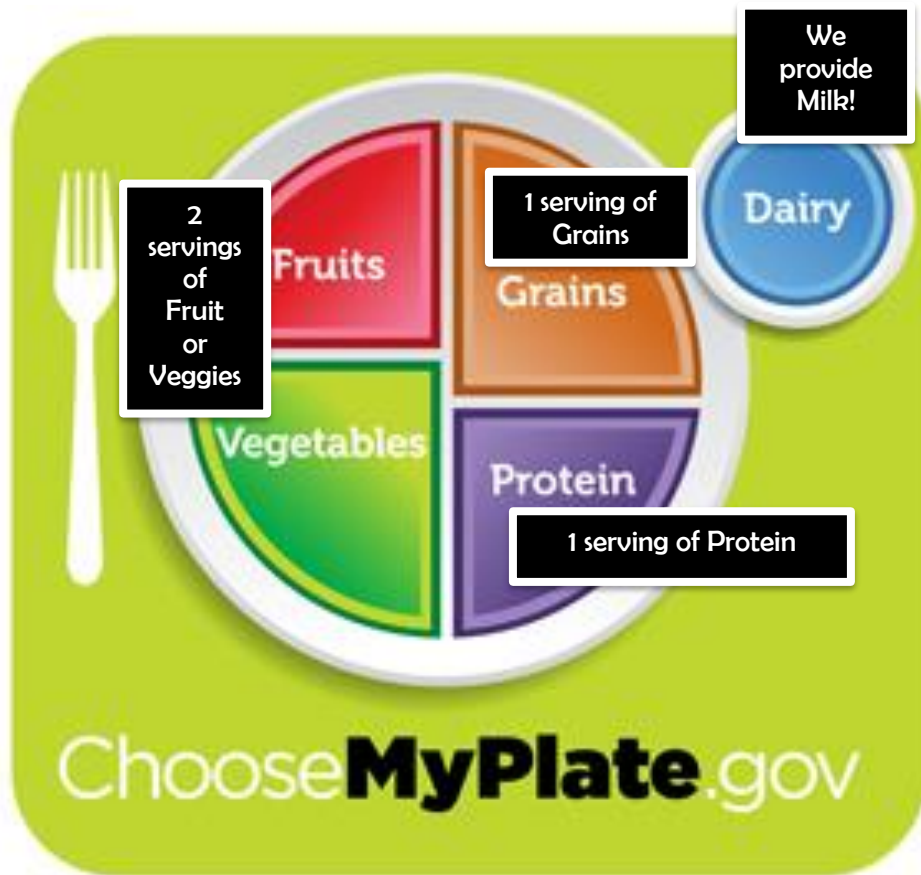 We
provide
Milk!
Dairy
2
servings
of
Fruit
or
Veggies
Fruits
1 serving of
Grains
Grains
Vegetables
Protein
1 serving of Protein
ChooseMyPlate.gov